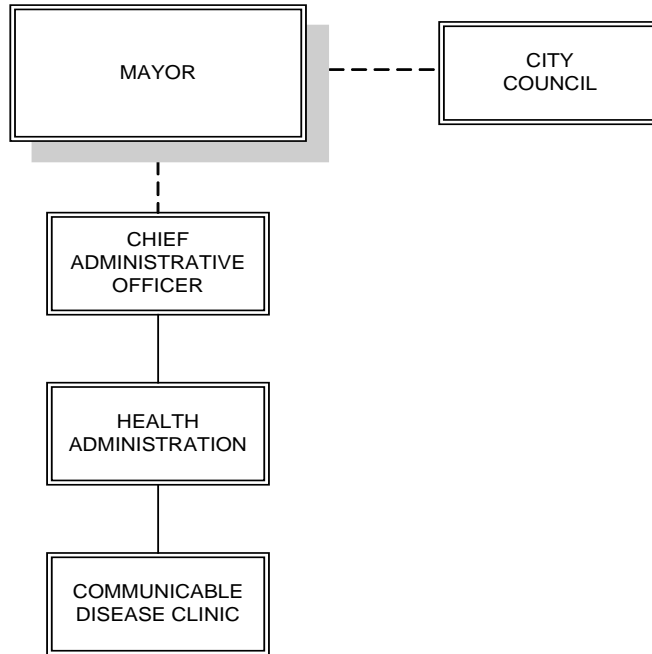 MAYOR
CITY
COUNCIL
CHIEF
ADMINISTRATIVE
OFFICER
HEALTH
ADMINISTRATION
COMMUNICABLE
DISEASE CLINIC